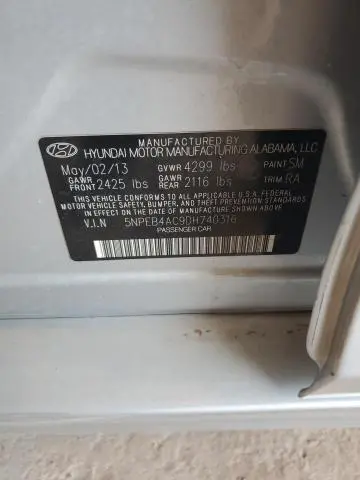 MANUFACTURED BY
HYUNDAI MOTOR MANUFACTURING ALABAMA, LLC
May/02/13 GVWR 4299 lbs PAINT SM
GAWR FRONT 2425 lbs GAWR REAR 2116 lbs TRIM RA
THIS VEHICLE CONFORMS TO ALL APPLICABLE U.S.A. FEDERAL
MOTOR VEHICLE SAFETY, BUMPER, AND THEFT PREVENTION STANDARDS
IN EFFECT ON THE DATE OF MANUFACTURE SHOWN ABOVE.
V.I.N 5NPEB4AC9DH740316
PASSENGER CAR